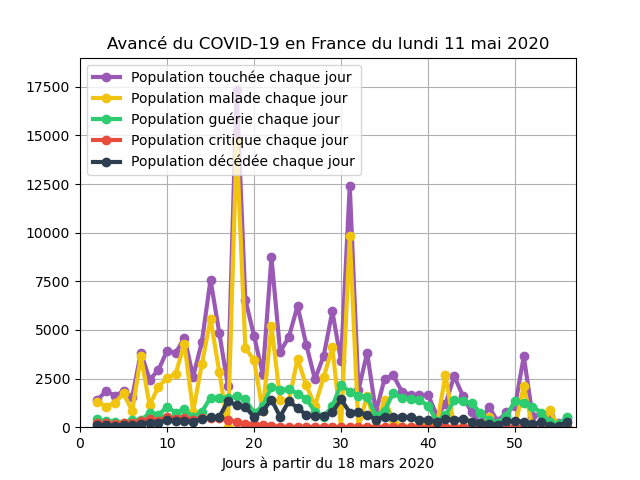 Avancé du COVID-19 en France du lundi 11 mai 2020
Population touchée chaque jour
Population malade chaque jour
Population guérie chaque jour
Population critique chaque jour
Population décédée chaque jour
17500
15000
12500
10000
7500
5000
2500
0
0 10 20 30 40 50
Jours à partir du 18 mars 2020